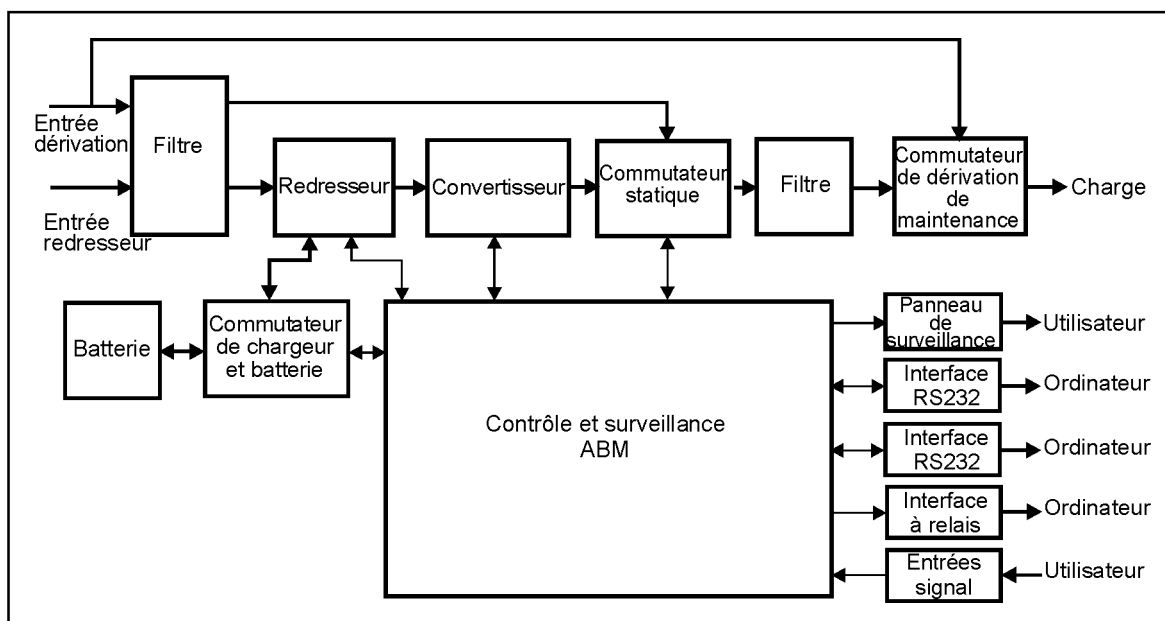 Entrée
dérivation
Entrée
redresseur
Filtre
Redresseur
Convertisseur
Commutateur
statique
Filtre
Commutateur
de dérivation
de
maintenance
Charge
Batterie
Commutateur
de chargeur
et batterie
Contrôle et surveillance
ABM
Panneau
de
surveillance
Utilisateur
Interface
RS232
Ordinateur
Interface
RS232
Ordinateur
Interface
à relais
Ordinateur
Entrées
signal
Utilisateur